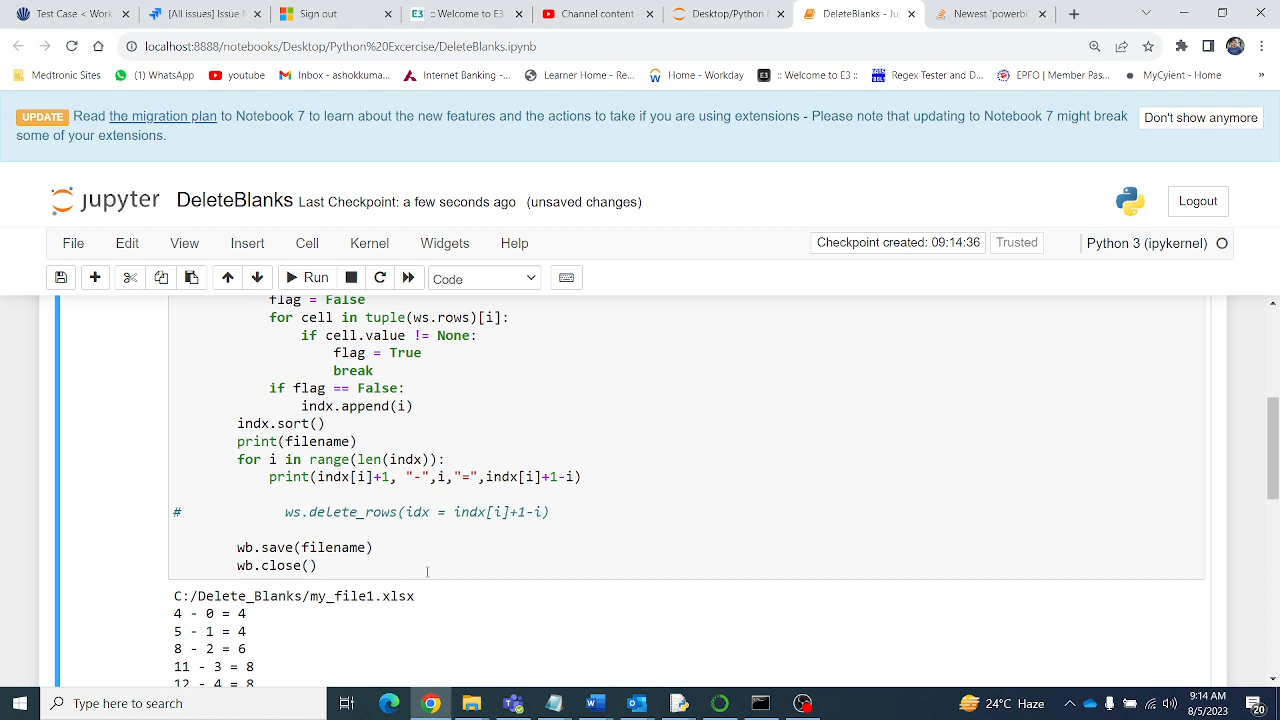 Test Case < Work
[All issues] Issue N
Sign out
:: Welcome to E3 :
Channel content
Desktop/Python E
DeleteBlanks - Ju
Newest powerbi
localhost:8888/notebooks/Desktop/Python%20Excercise/DeleteBlanks.ipynb
Medtronic Sites
(1) WhatsApp
youtube
Inbox - ashokkuma...
Internet Banking -...
Learner Home - Re...
Home - Workday
:: Welcome to E3 ::
Regex Tester and D...
EPFO | Member Pas...
MyCyient - Home
»
UPDATE Read the migration plan to Notebook 7 to learn about the new features and the actions to take if you are using extensions - Please note that updating to Notebook 7 might break
some of your extensions.
Don't show anymore
jupyter DeleteBlanks Last Checkpoint: a few seconds ago (unsaved changes)
Logout
File Edit View Insert Cell Kernel Widgets Help
Checkpoint created: 09:14:36 Trusted Python 3 (ipykernel)
Run Code
flag = False
for cell in tuple(ws.rows)[i]:
if cell.value != None:
flag = True
break
if flag == False:
indx.append(i)
indx.sort()
print(filename)
for i in range(len(indx)):
print(indx[i]+1, "-",i,"=",indx[i]+1-i)
# ws.delete_rows(idx = indx[i]+1-i)
wb.save(filename)
wb.close()
C:/Delete_Blanks/my_file1.xlsx
4 - 0 = 4
5 - 1 = 4
8 - 2 = 6
11 - 3 = 8
12 - 4 = 8
Type here to search
24°C Haze
:14 AM
8/5/2023
20